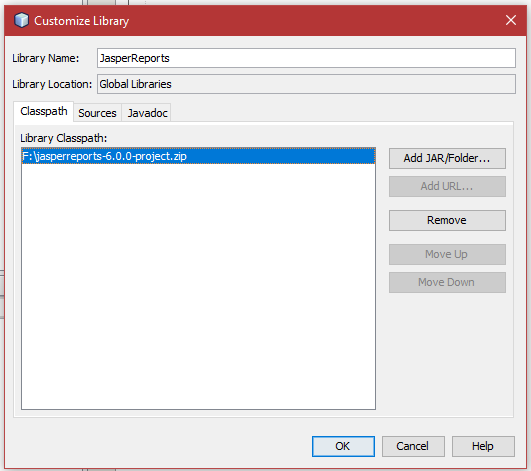 Customize Library
Library Name: JasperReports
Library Location: Global Libraries
Classpath Sources Javadoc
Library Classpath:
F:\jasperreports-6.0.0-project.zip
Add JAR/Folder...
Add URL...
Remove
Move Up
Move Down
OK Cancel Help